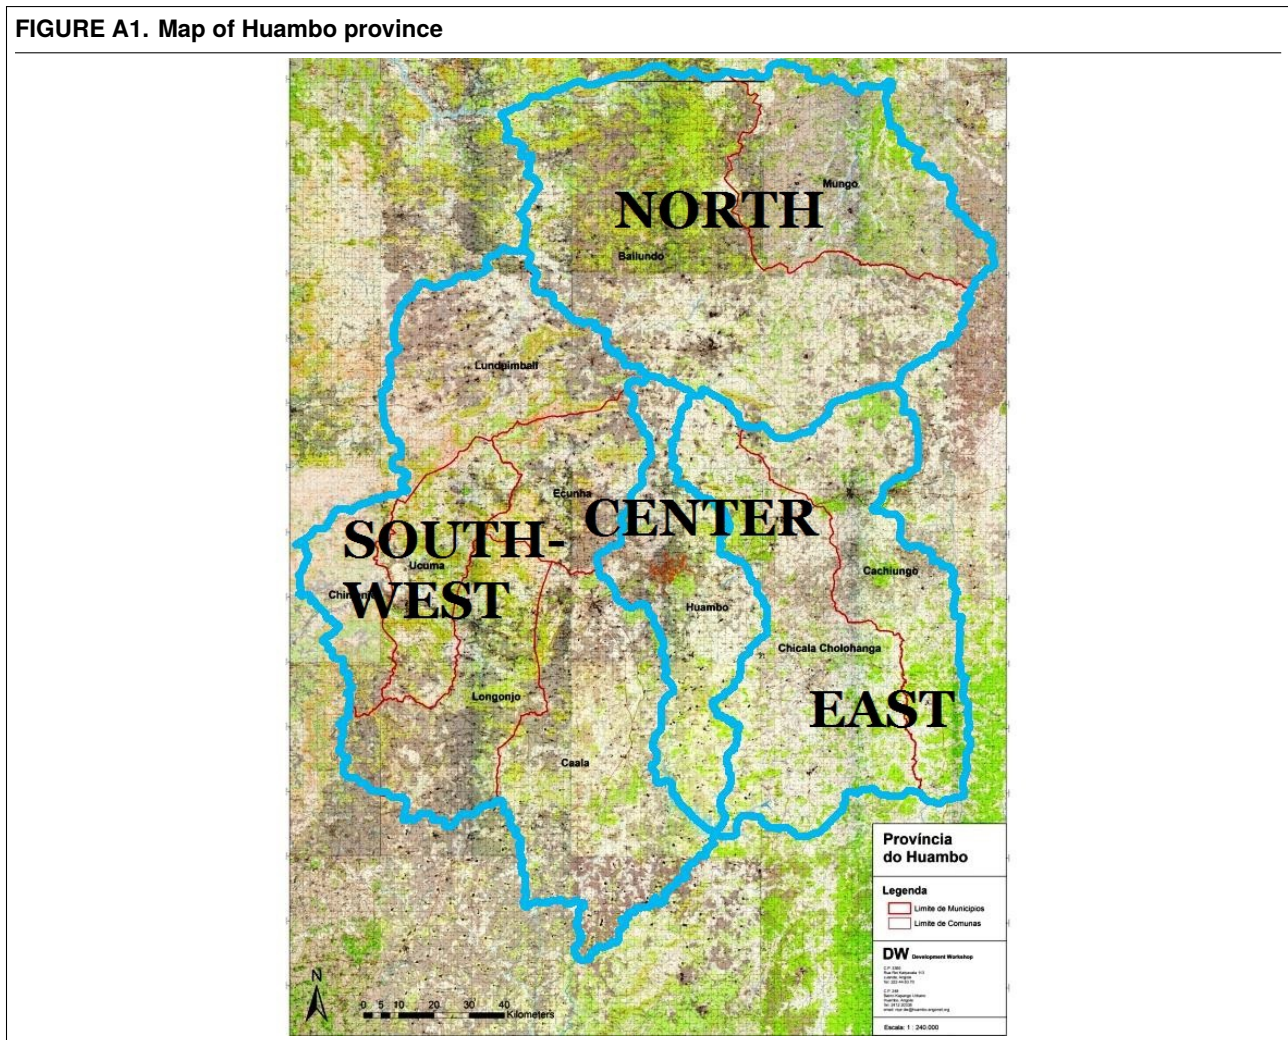 FIGURE A1. Map of Huambo province
Mungo
NORTH
Bailundo
Lunduimbali
Ecunha
CENTER
SOUTH-
WEST
Ucuma
Cachiungo
Huambo
Chicala Cholohanga
Longonjo
EAST
Caala
Província
do Huambo
Legenda
Limite de Municipios
Limite de Comunas
DW Development Workshop
Escala: 1 : 240.000
N
0 5 10 20 30 40
Kilometers